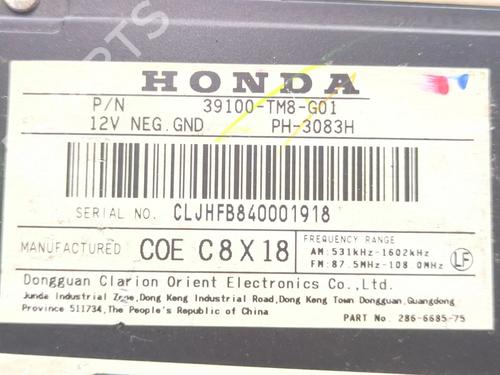 PARTS
HONDA
P/N 39100-TM8-G01
12V NEG.GND PH-3083H
SERIAL NO. CLJHFB840001918
MANUFACTURED COE C8X18
FREQUENCY RANGE
AM:531kHz-1602kHz
FM:87.5MHz-108.0MHz
LF
Dongguan Clarion Orient Electronics Co.,Ltd.
Junda Industrial Zone,Dong Keng Industrial Road,Dong Keng Town Dongguan,Guangdong
Province 511734,The People's Republic of China 286-6685-75